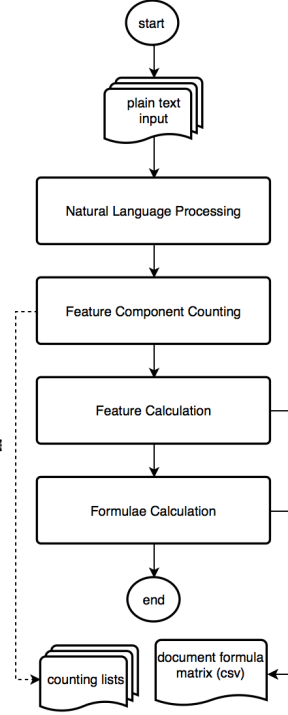 start
plain text
input
Natural Language Processing
Feature Component Counting
Feature Calculation
Formulae Calculation
end
counting lists
document formula
matrix (csv)